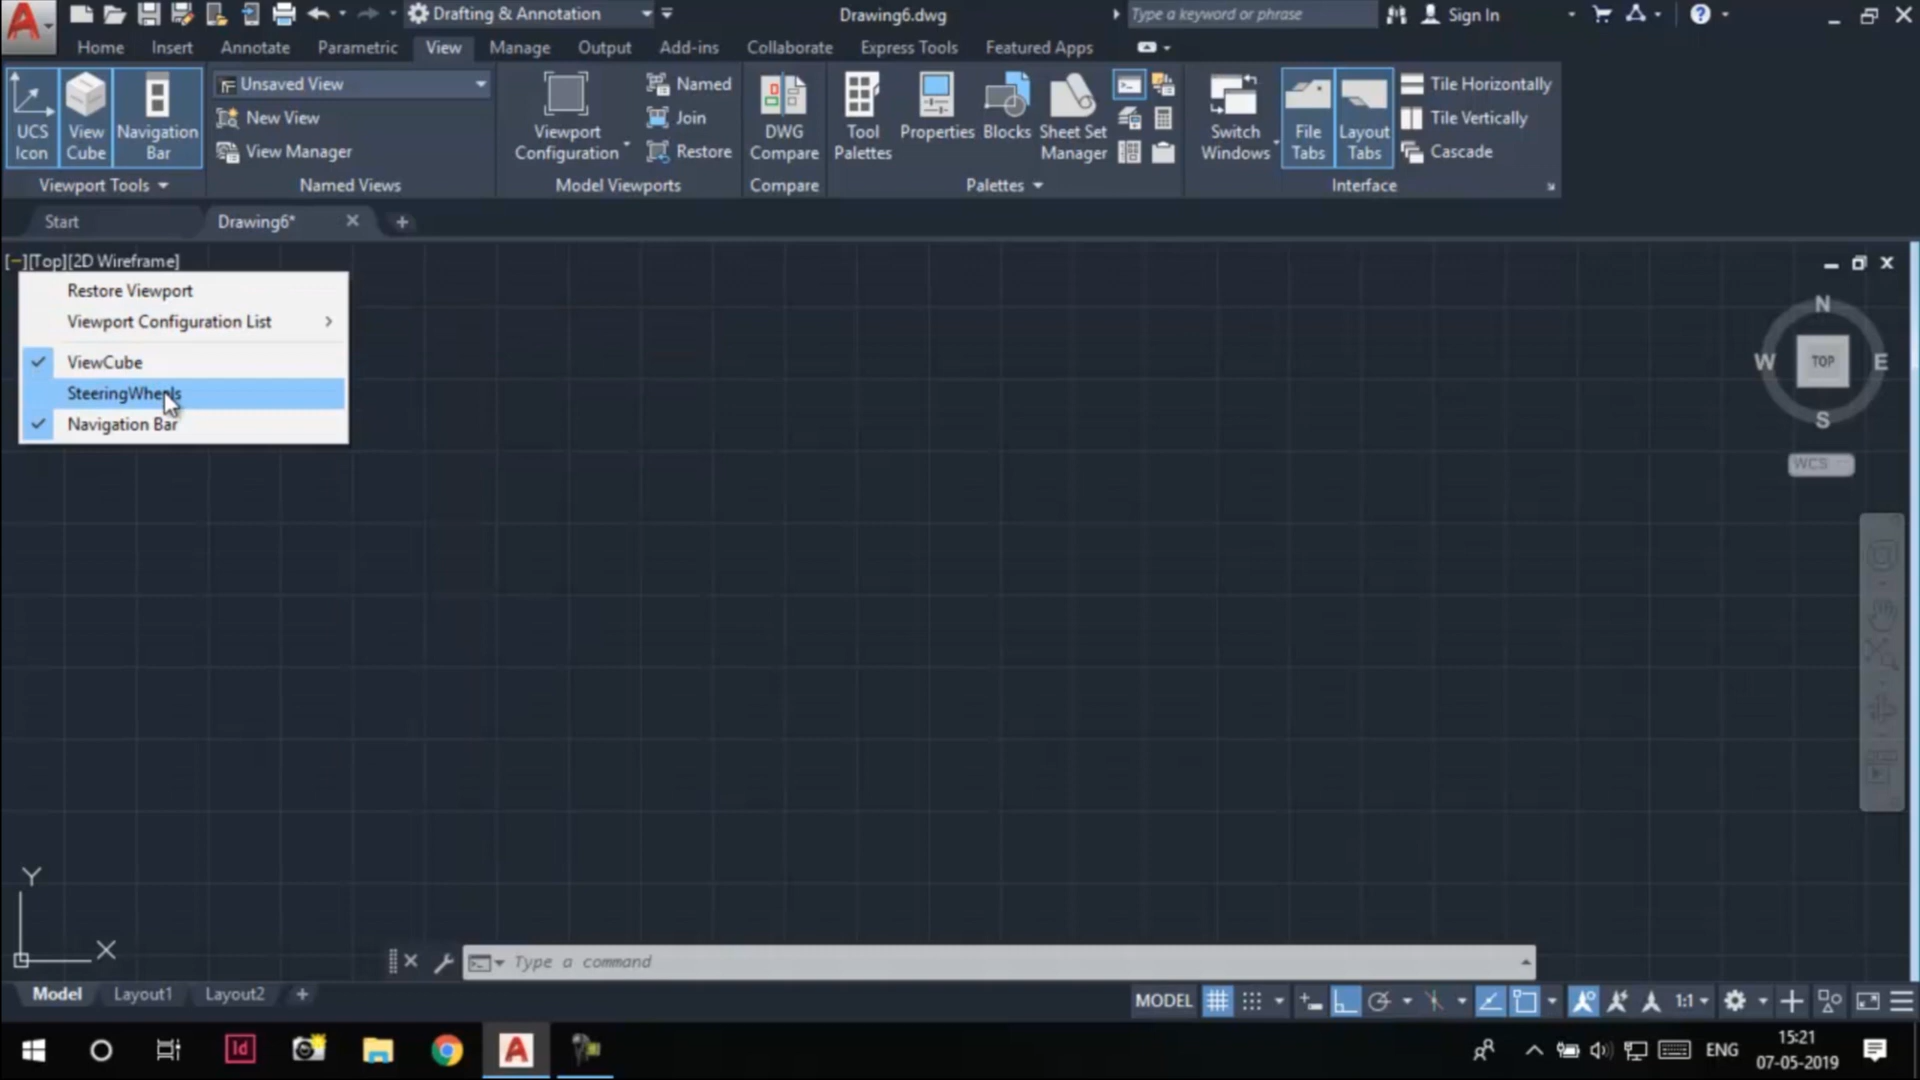 Drafting & Annotation
Drawing6.dwg
Type a keyword or phrase
Sign In
Home Insert Annotate Parametric View Manage Output Add-ins Collaborate Express Tools Featured Apps
UCS Icon
View Cube
Navigation Bar
Viewport Tools
Unsaved View
New View
View Manager
Named Views
Viewport Configuration
Named
Join
Restore
Model Viewports
DWG Compare
Compare
Tool Palettes
Properties
Blocks
Sheet Set Manager
Palettes
Switch Windows
File Tabs
Layout Tabs
Tile Horizontally
Tile Vertically
Cascade
Interface
Start
Drawing6*
[−][Top][2D Wireframe]
Restore Viewport
Viewport Configuration List
ViewCube
SteeringWheels
Navigation Bar
N
W TOP E
S
WCS
Y
X
Type a command
Model Layout1 Layout2
MODEL
1:1
Id
A
ENG
15:21
07-05-2019